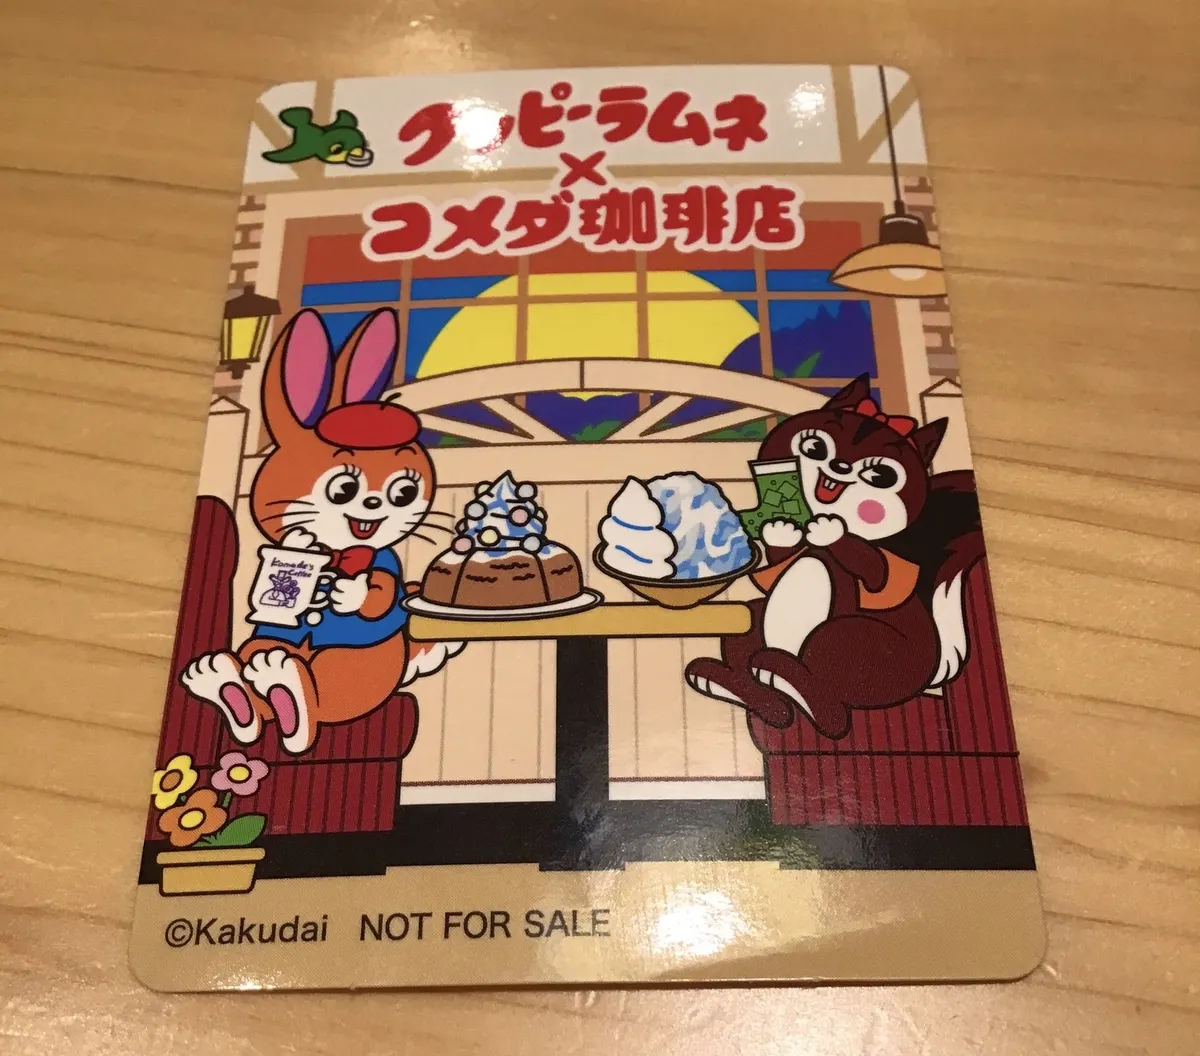 クッピーラムネ
×
コメダ珈琲店
Komeda's
Coffee
©Kakudai NOT FOR SALE